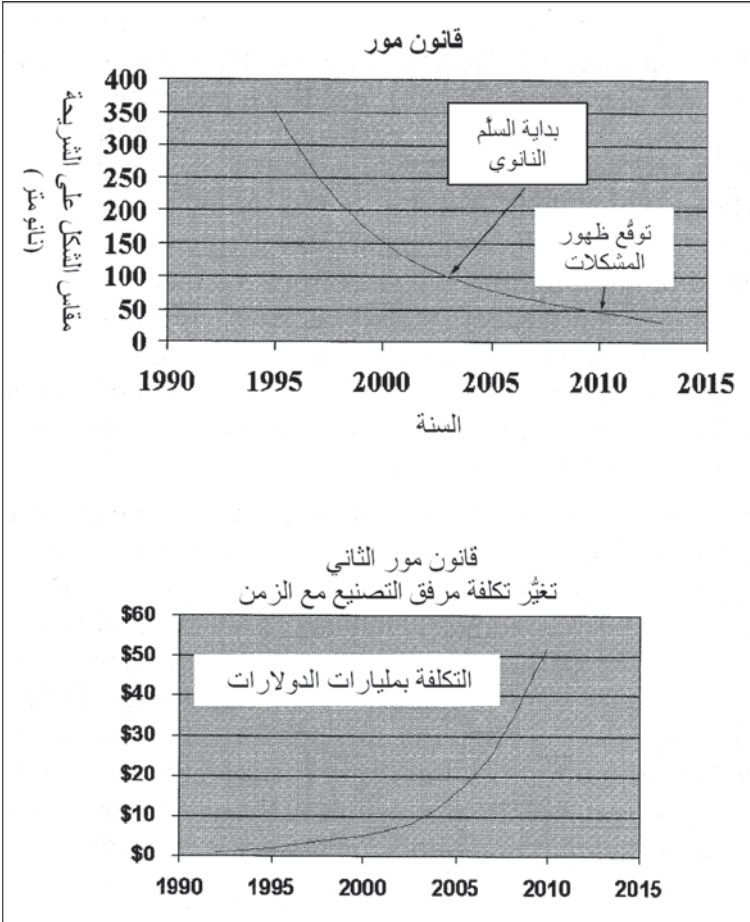 قانون مور
400
350
300
250
200
150
100
50
0
مقاس الشكل على الشريحة
(نانو متر)
بداية السلَّم
النانوي
توقُّع ظهور
المشكلات
1990 1995 2000 2005 2010 2015
السنة
قانون مور الثاني
تغيُّر تكلفة مرفق التصنيع مع الزمن
$60
$50
$40
$30
$20
$10
$0
التكلفة بمليارات الدولارات
1990 1995 2000 2005 2010 2015